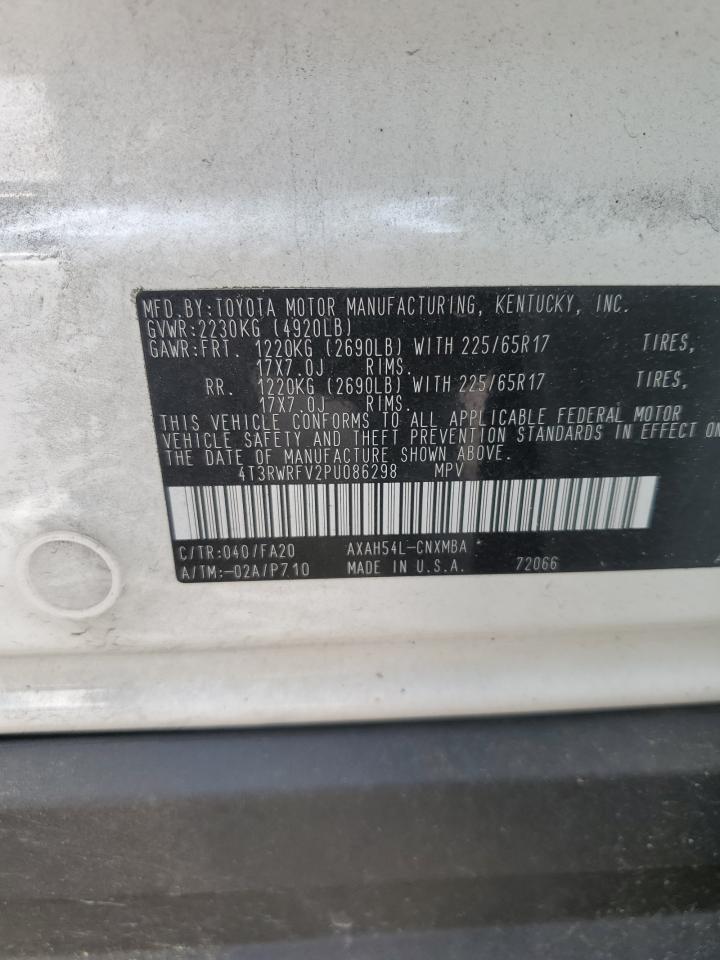 MFD.BY:TOYOTA MOTOR MANUFACTURING, KENTUCKY, INC.
GVWR:2230KG (4920LB)
GAWR:FRT. 1220KG (2690LB) WITH 225/65R17 TIRES,
17X7.0J RIMS.
RR. 1220KG (2690LB) WITH 225/65R17 TIRES,
17X7.0J RIMS.
THIS VEHICLE CONFORMS TO ALL APPLICABLE FEDERAL MOTOR
VEHICLE SAFETY AND THEFT PREVENTION STANDARDS IN EFFECT ON
THE DATE OF MANUFACTURE SHOWN ABOVE.
4T3RWRFV2PU086298 MPV
C/TR:040/FA20 AXAH54L-CNXMBA
A/TM:-02A/P710 MADE IN U.S.A. 72066